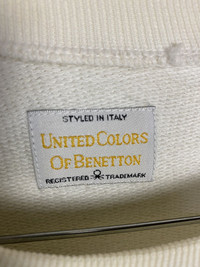 STYLED IN ITALY
UNITED COLORS
OF BENETTON
REGISTERED TRADEMARK